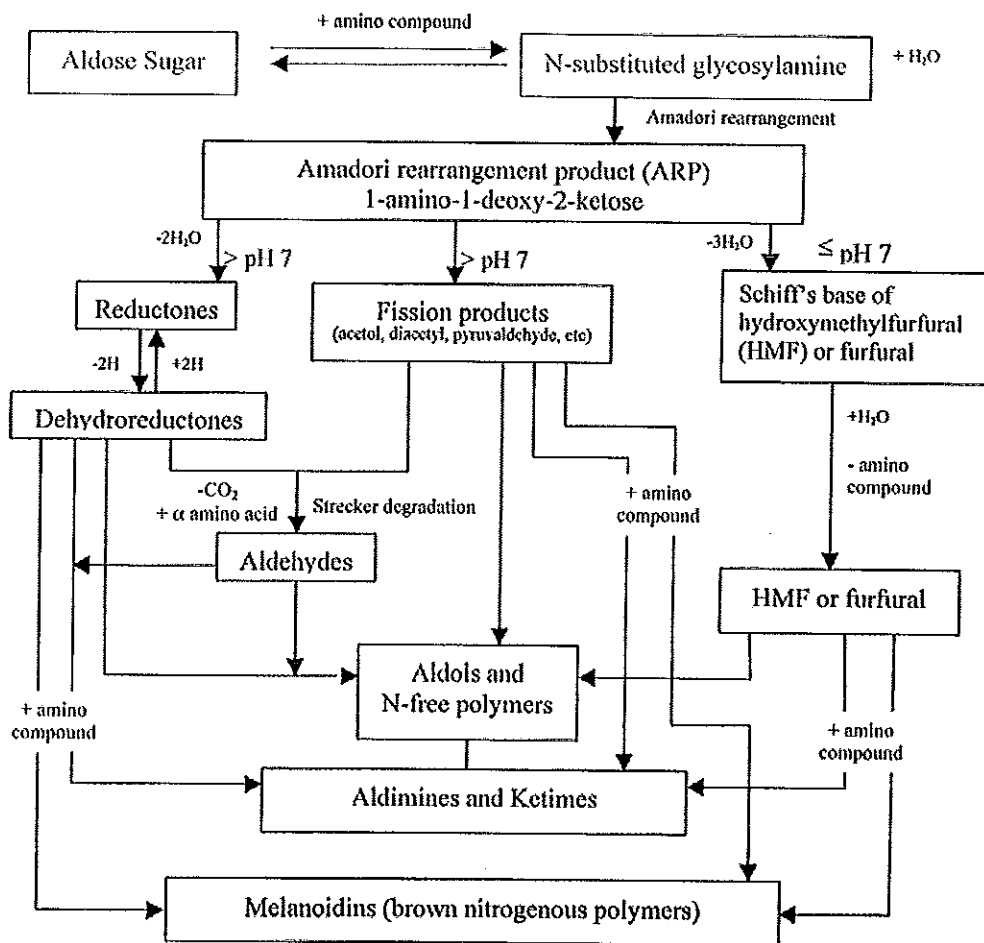 + amino compound
Aldose Sugar
N-substituted glycosylamine
+ H₂O
Amadori rearrangement
Amadori rearrangement product (ARP)
1-amino-1-deoxy-2-ketose
-2H₂O
> pH 7
> pH 7
-3H₂O
≤ pH 7
Reductones
Fission products
(acetol, diacetyl, pyruvaldehyde, etc)
Schiff's base of
hydroxymethylfurfural
(HMF) or furfural
-2H
+2H
Dehydroreductones
+H₂O
- amino
compound
-CO₂
+ α amino acid
Strecker degradation
+ amino
compound
Aldehydes
HMF or furfural
Aldols and
N-free polymers
+ amino
compound
+ amino
compound
Aldimines and Ketimes
Melanoidins (brown nitrogenous polymers)